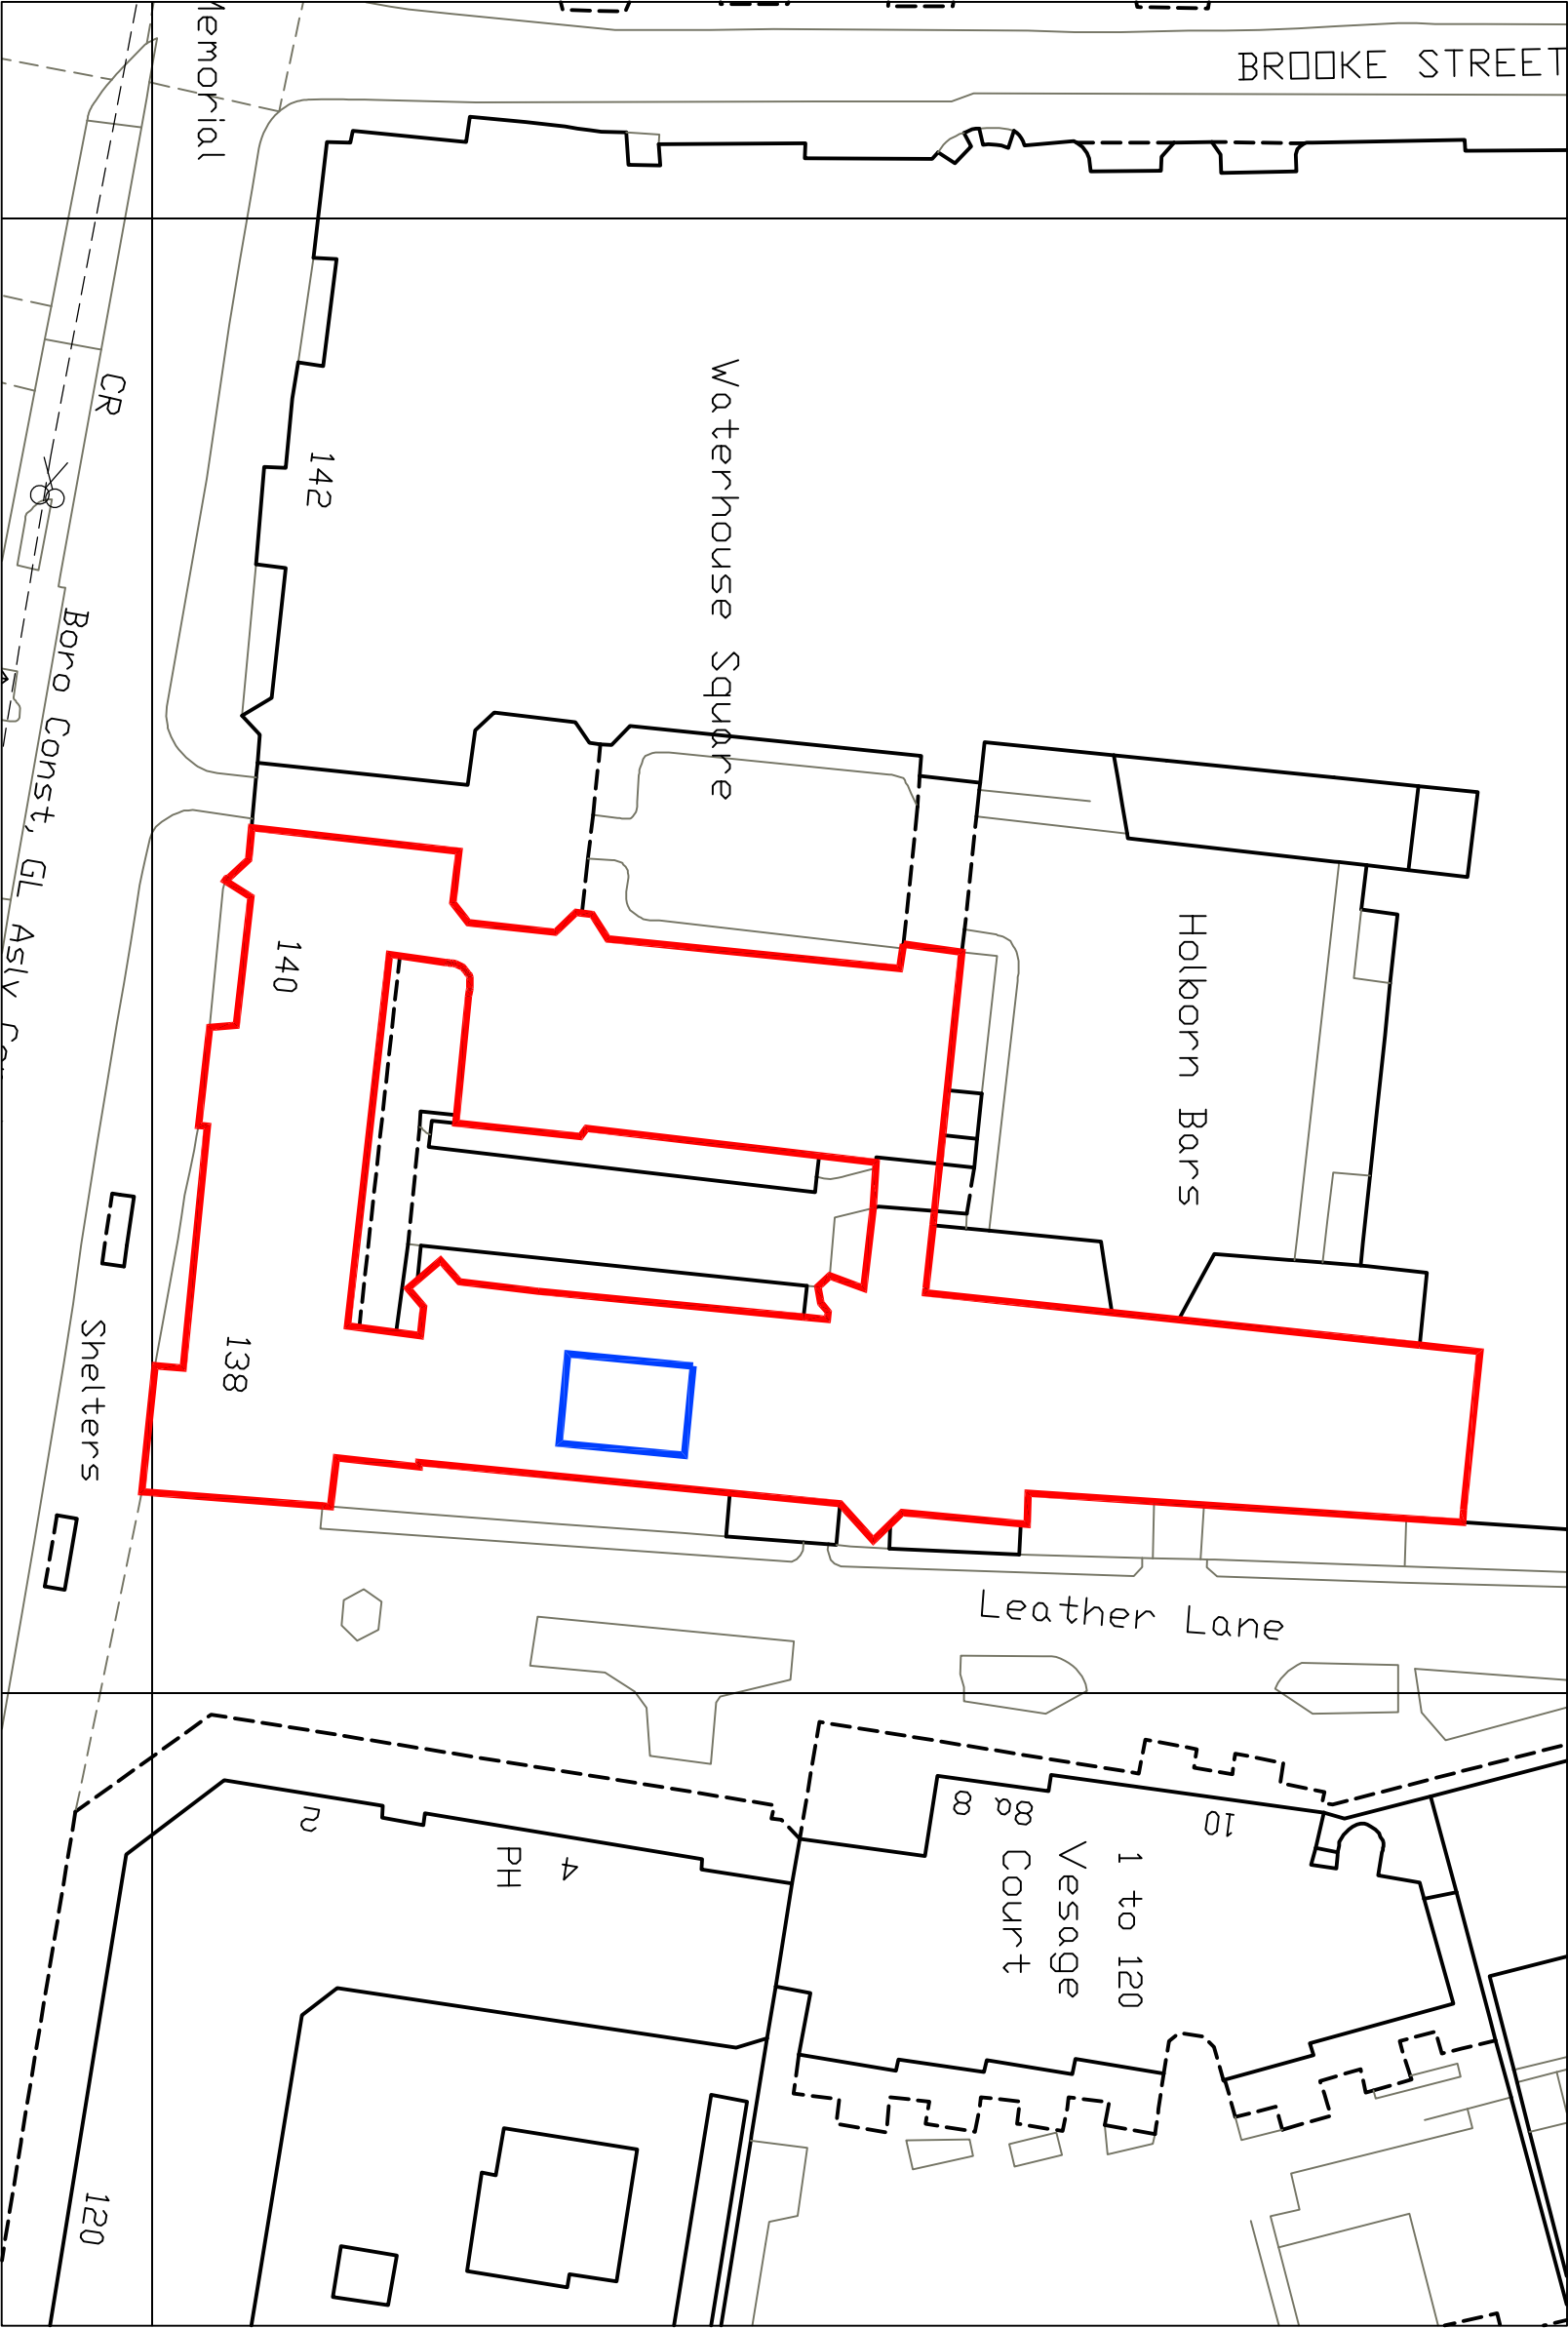 BROOKE STREET
Memorial
CR
142
Waterhouse Square
Boro Const, GL Asly
140
Holborn Bars
138
Shelters
Leather Lane
2
4
PH
8
8a
10
1 to 120
Vesage
Court
120